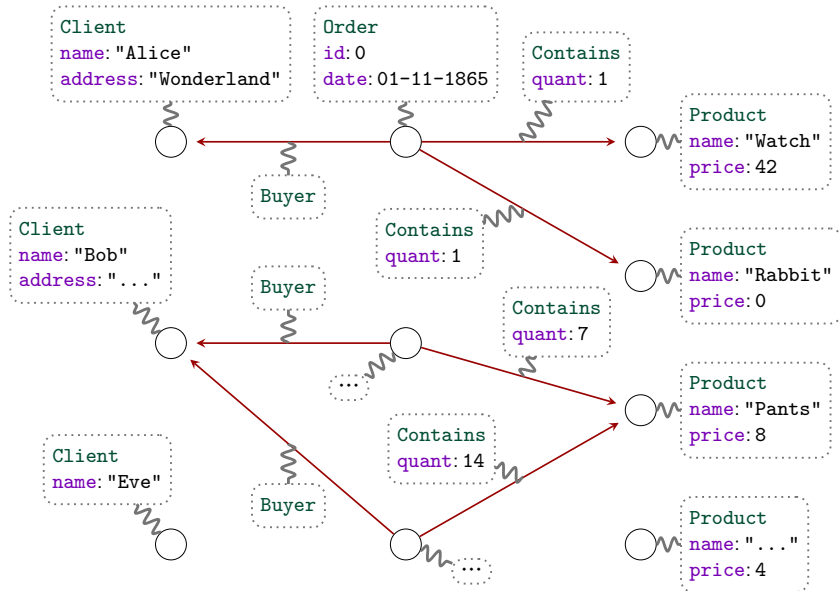 Client
name: "Alice"
address: "Wonderland"
Order
id: 0
date: 01-11-1865
Contains
quant: 1
Product
name: "Watch"
price: 42
Buyer
Contains
quant: 1
Client
name: "Bob"
address: "..."
Product
name: "Rabbit"
price: 0
Buyer
Contains
quant: 7
...
Product
name: "Pants"
price: 8
Contains
quant: 14
Client
name: "Eve"
Buyer
...
Product
name: "..."
price: 4